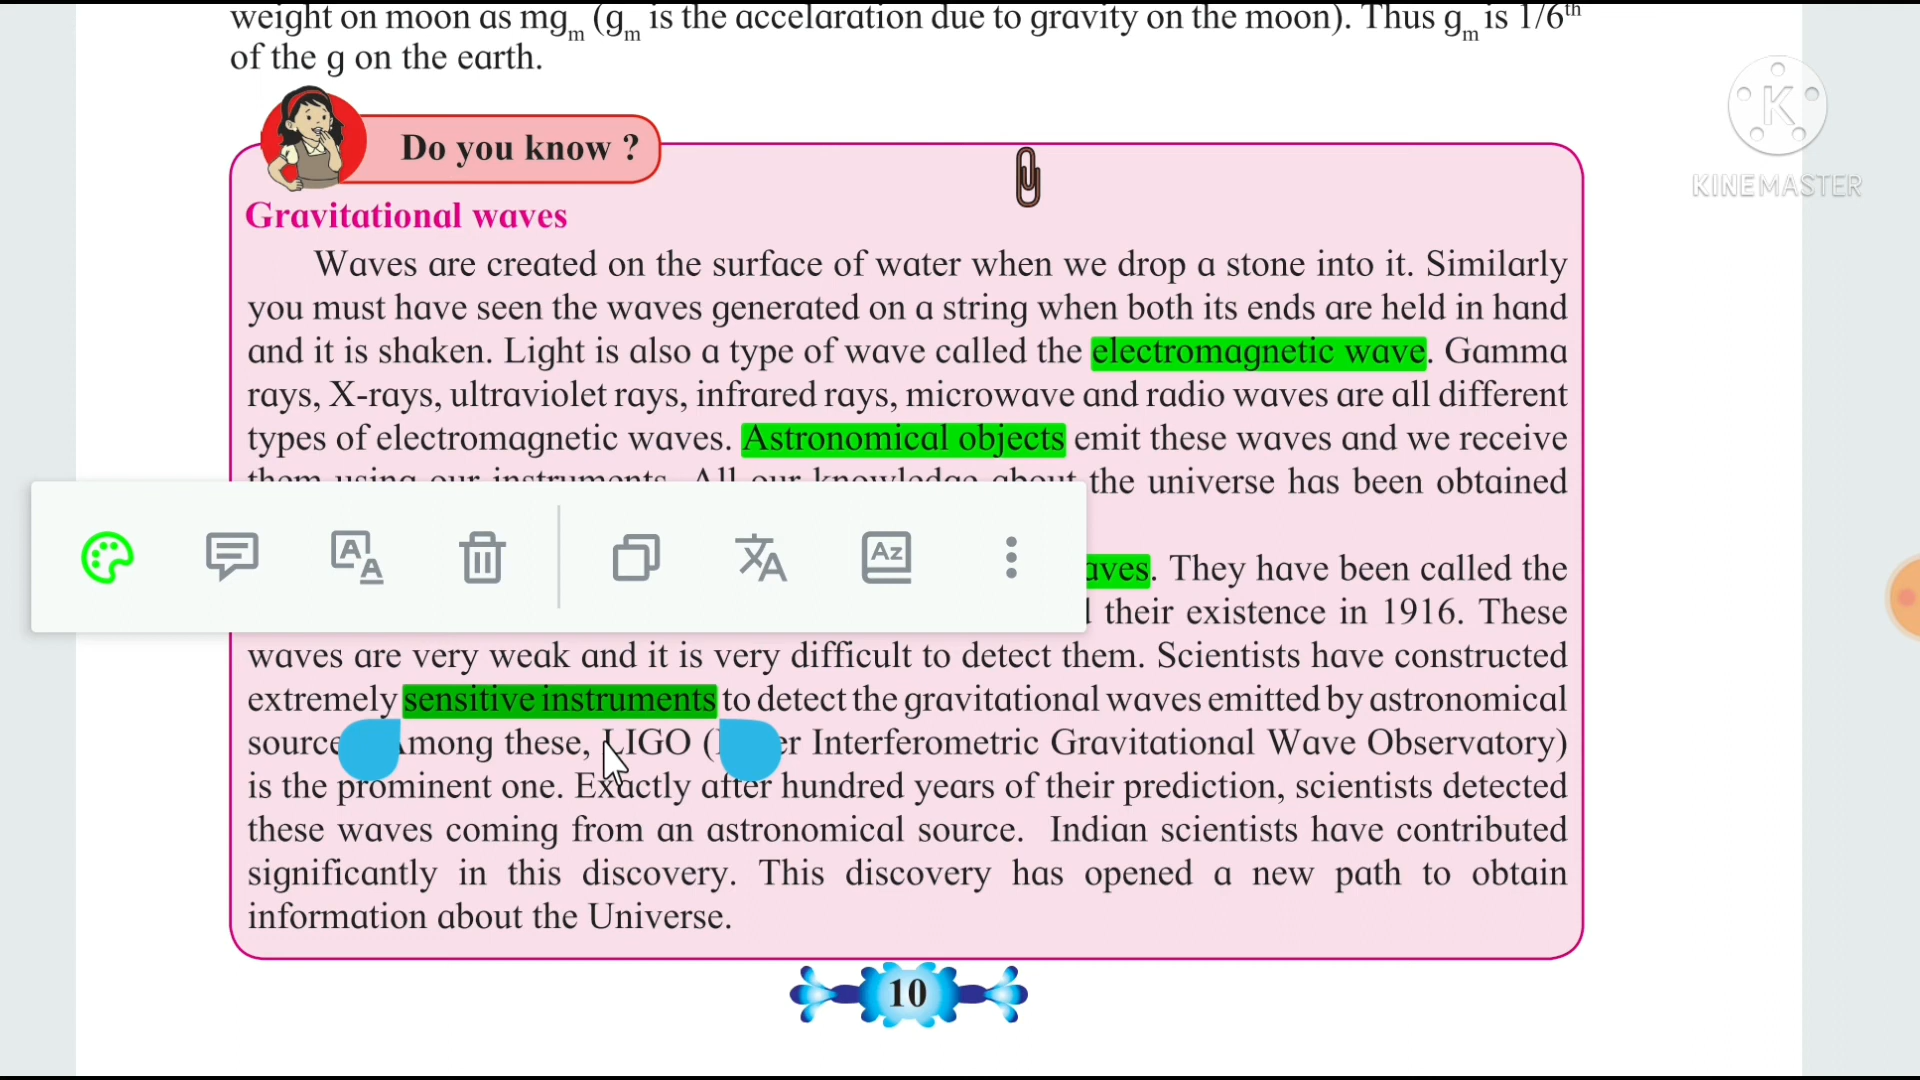 weight on moon as mgm (gm is the accelaration due to gravity on the moon). Thus gm is 1/6th
of the g on the earth.
Do you know ?
K
KINEMASTER
Gravitational waves
Waves are created on the surface of water when we drop a stone into it. Similarly
you must have seen the waves generated on a string when both its ends are held in hand
and it is shaken. Light is also a type of wave called the electromagnetic wave. Gamma
rays, X-rays, ultraviolet rays, infrared rays, microwave and radio waves are all different
types of electromagnetic waves. Astronomical objects emit these waves and we receive
them using our instruments. All our knowledge about the universe has been obtained
. They have been called the
their existence in 1916. These
waves are very weak and it is very difficult to detect them. Scientists have constructed
extremely sensitive instruments to detect the gravitational waves emitted by astronomical
Among these, LIGO ( Interferometric Gravitational Wave Observatory)
is the prominent one. Exactly after hundred years of their prediction, scientists detected
these waves coming from an astronomical source. Indian scientists have contributed
significantly in this discovery. This discovery has opened a new path to obtain
information about the Universe.
10